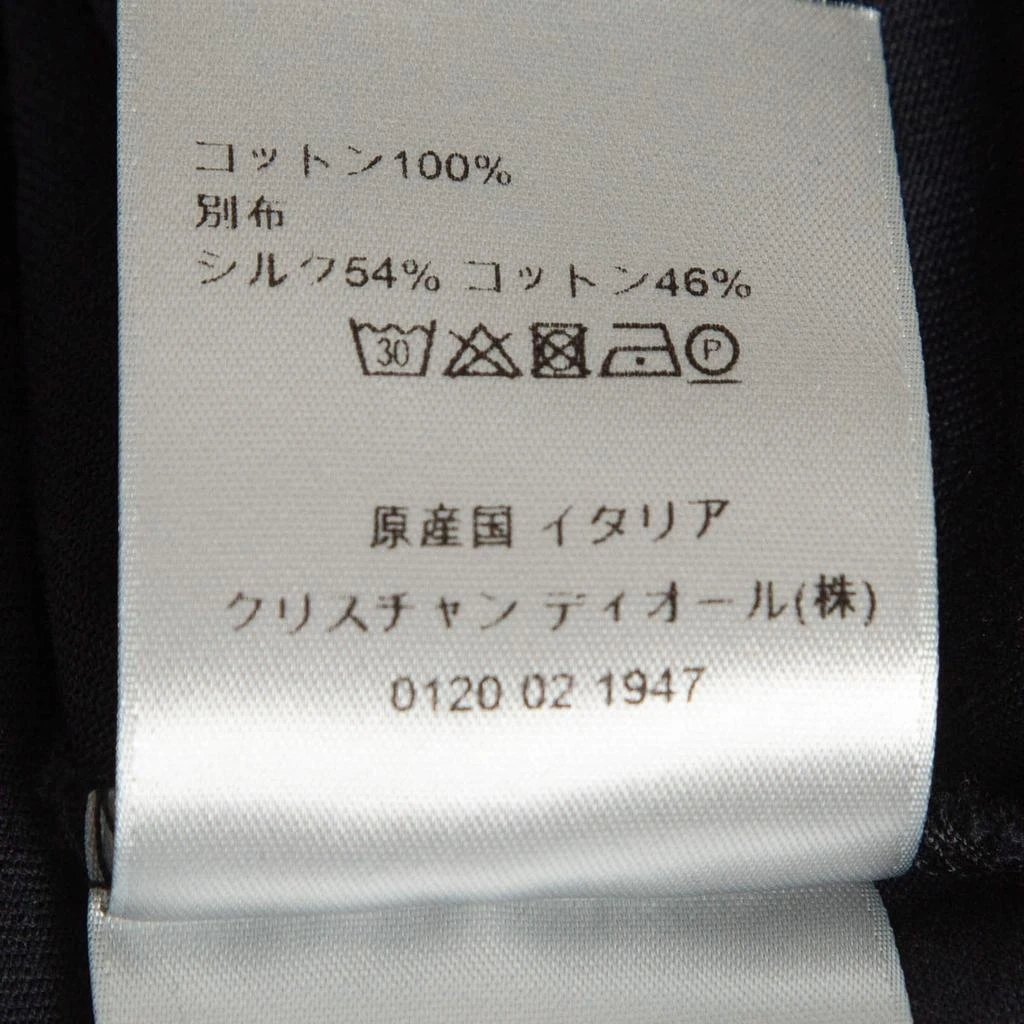 コットン100%
別布
シルク54% コットン46%
30 P
原産国 イタリア
クリスチャン ディオール(株)
0120 02 1947